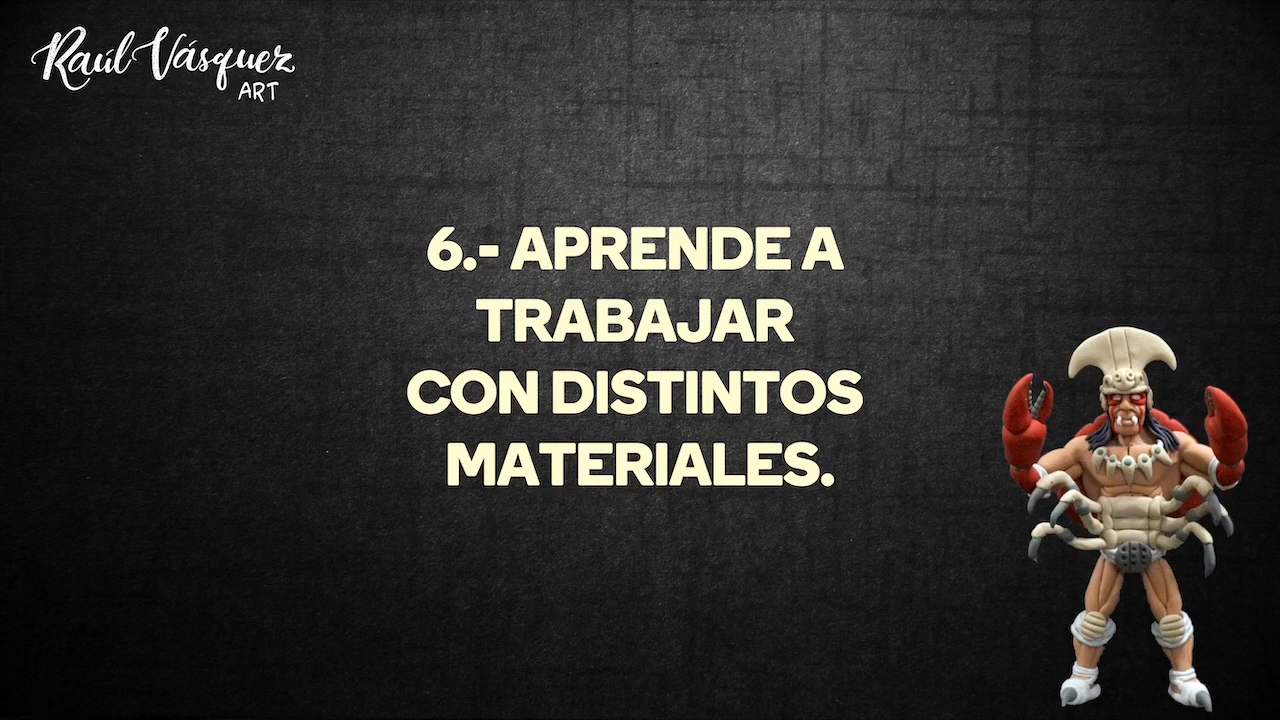 Raúl Vásquez
ART
6.- APRENDE A
TRABAJAR
CON DISTINTOS
MATERIALES.